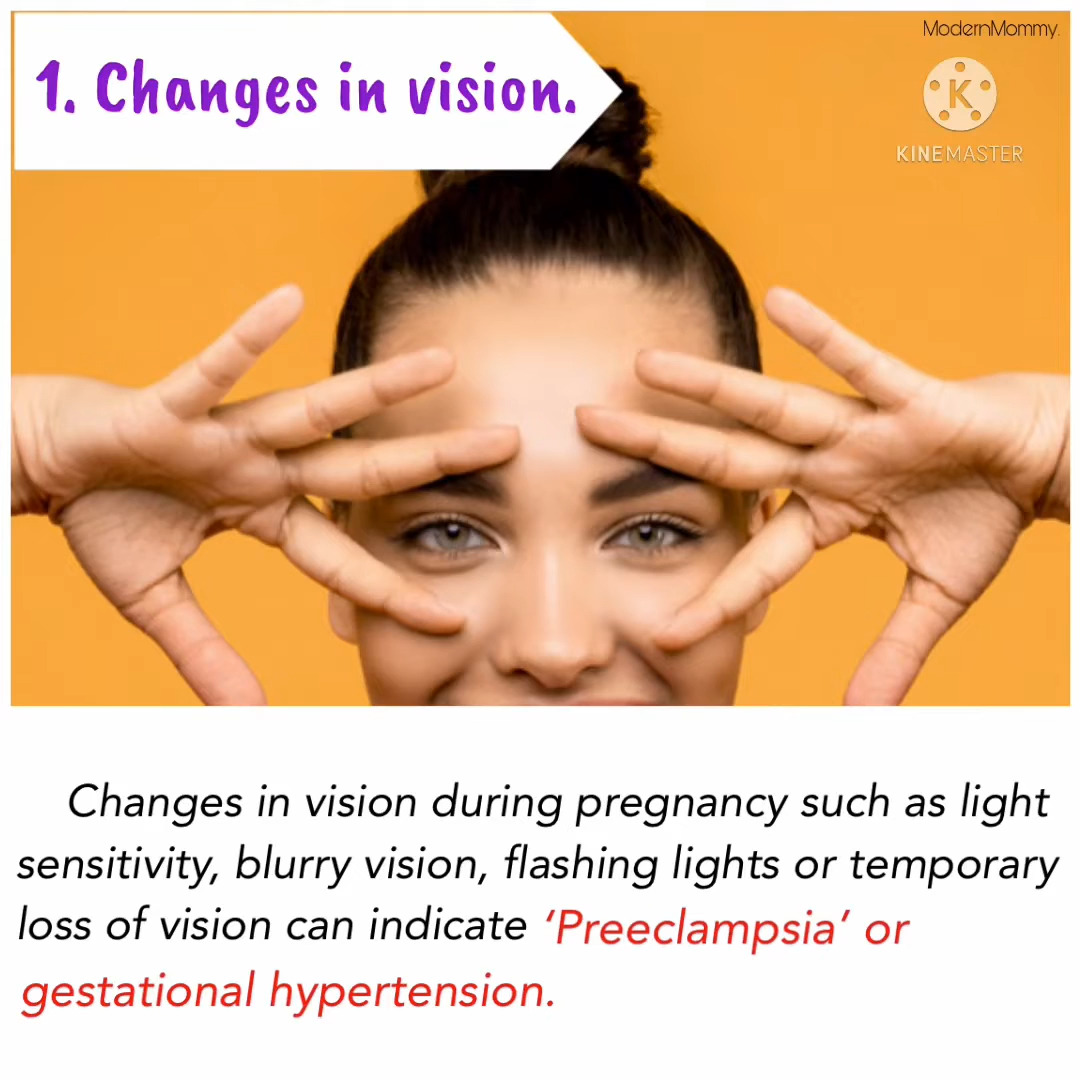 ModernMommy.
1. Changes in vision.
K
KINEMASTER
Changes in vision during pregnancy such as light
sensitivity, blurry vision, flashing lights or temporary
loss of vision can indicate ‘Preeclampsia’ or
gestational hypertension.